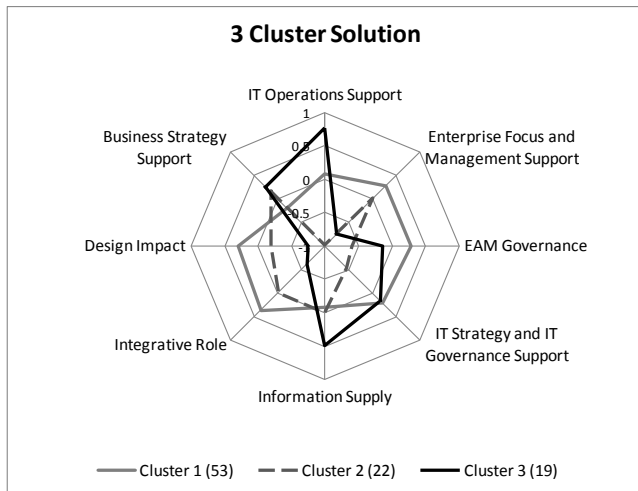 3 Cluster Solution
IT Operations Support
Business Strategy
Support
Enterprise Focus and
Management Support
1
0.5
0
-0.5
-1
Design Impact
EAM Governance
Integrative Role
IT Strategy and IT
Governance Support
Information Supply
Cluster 1 (53)
Cluster 2 (22)
Cluster 3 (19)